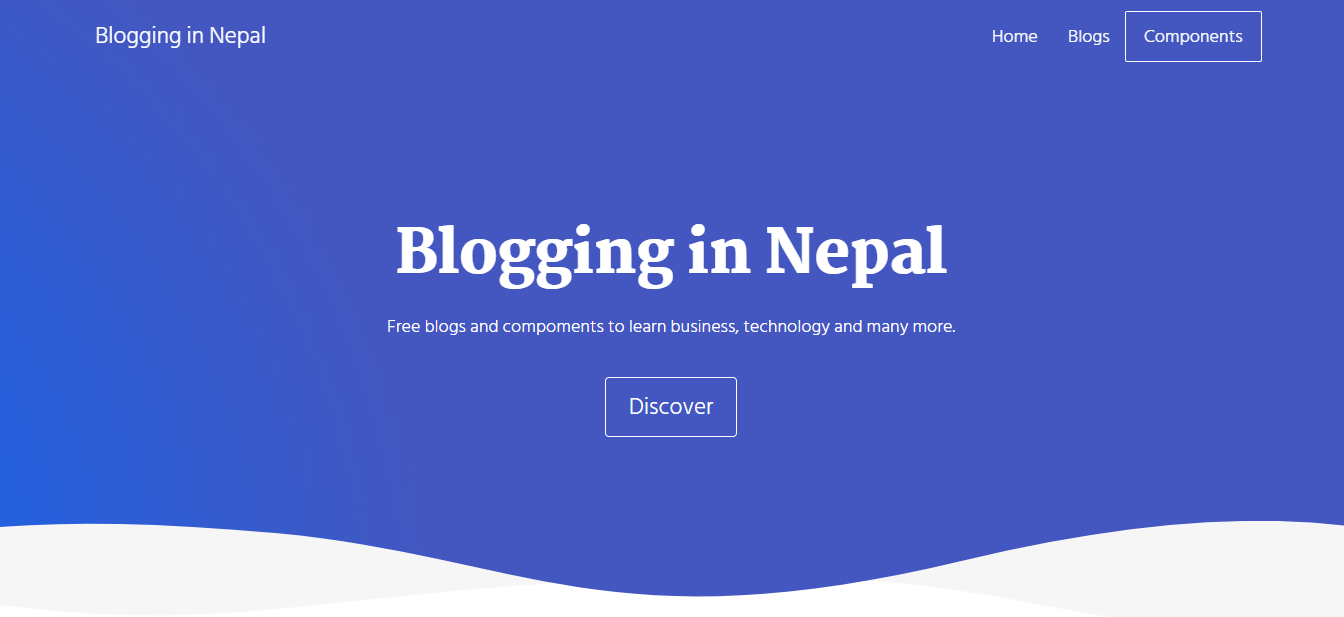 Blogging in Nepal
Home
Blogs
Components
Blogging in Nepal
Free blogs and compoments to learn business, technology and many more.
Discover